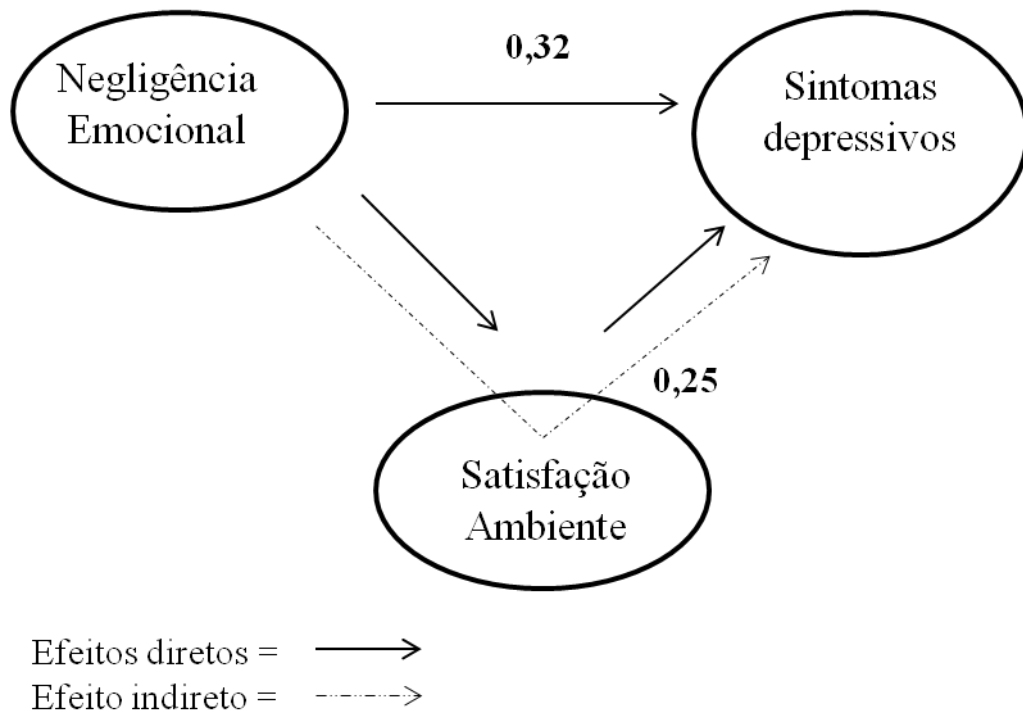 0,32
Negligência
Emocional
Sintomas
depressivos
0,25
Satisfação
Ambiente
Efeitos diretos =
Efeito indireto =